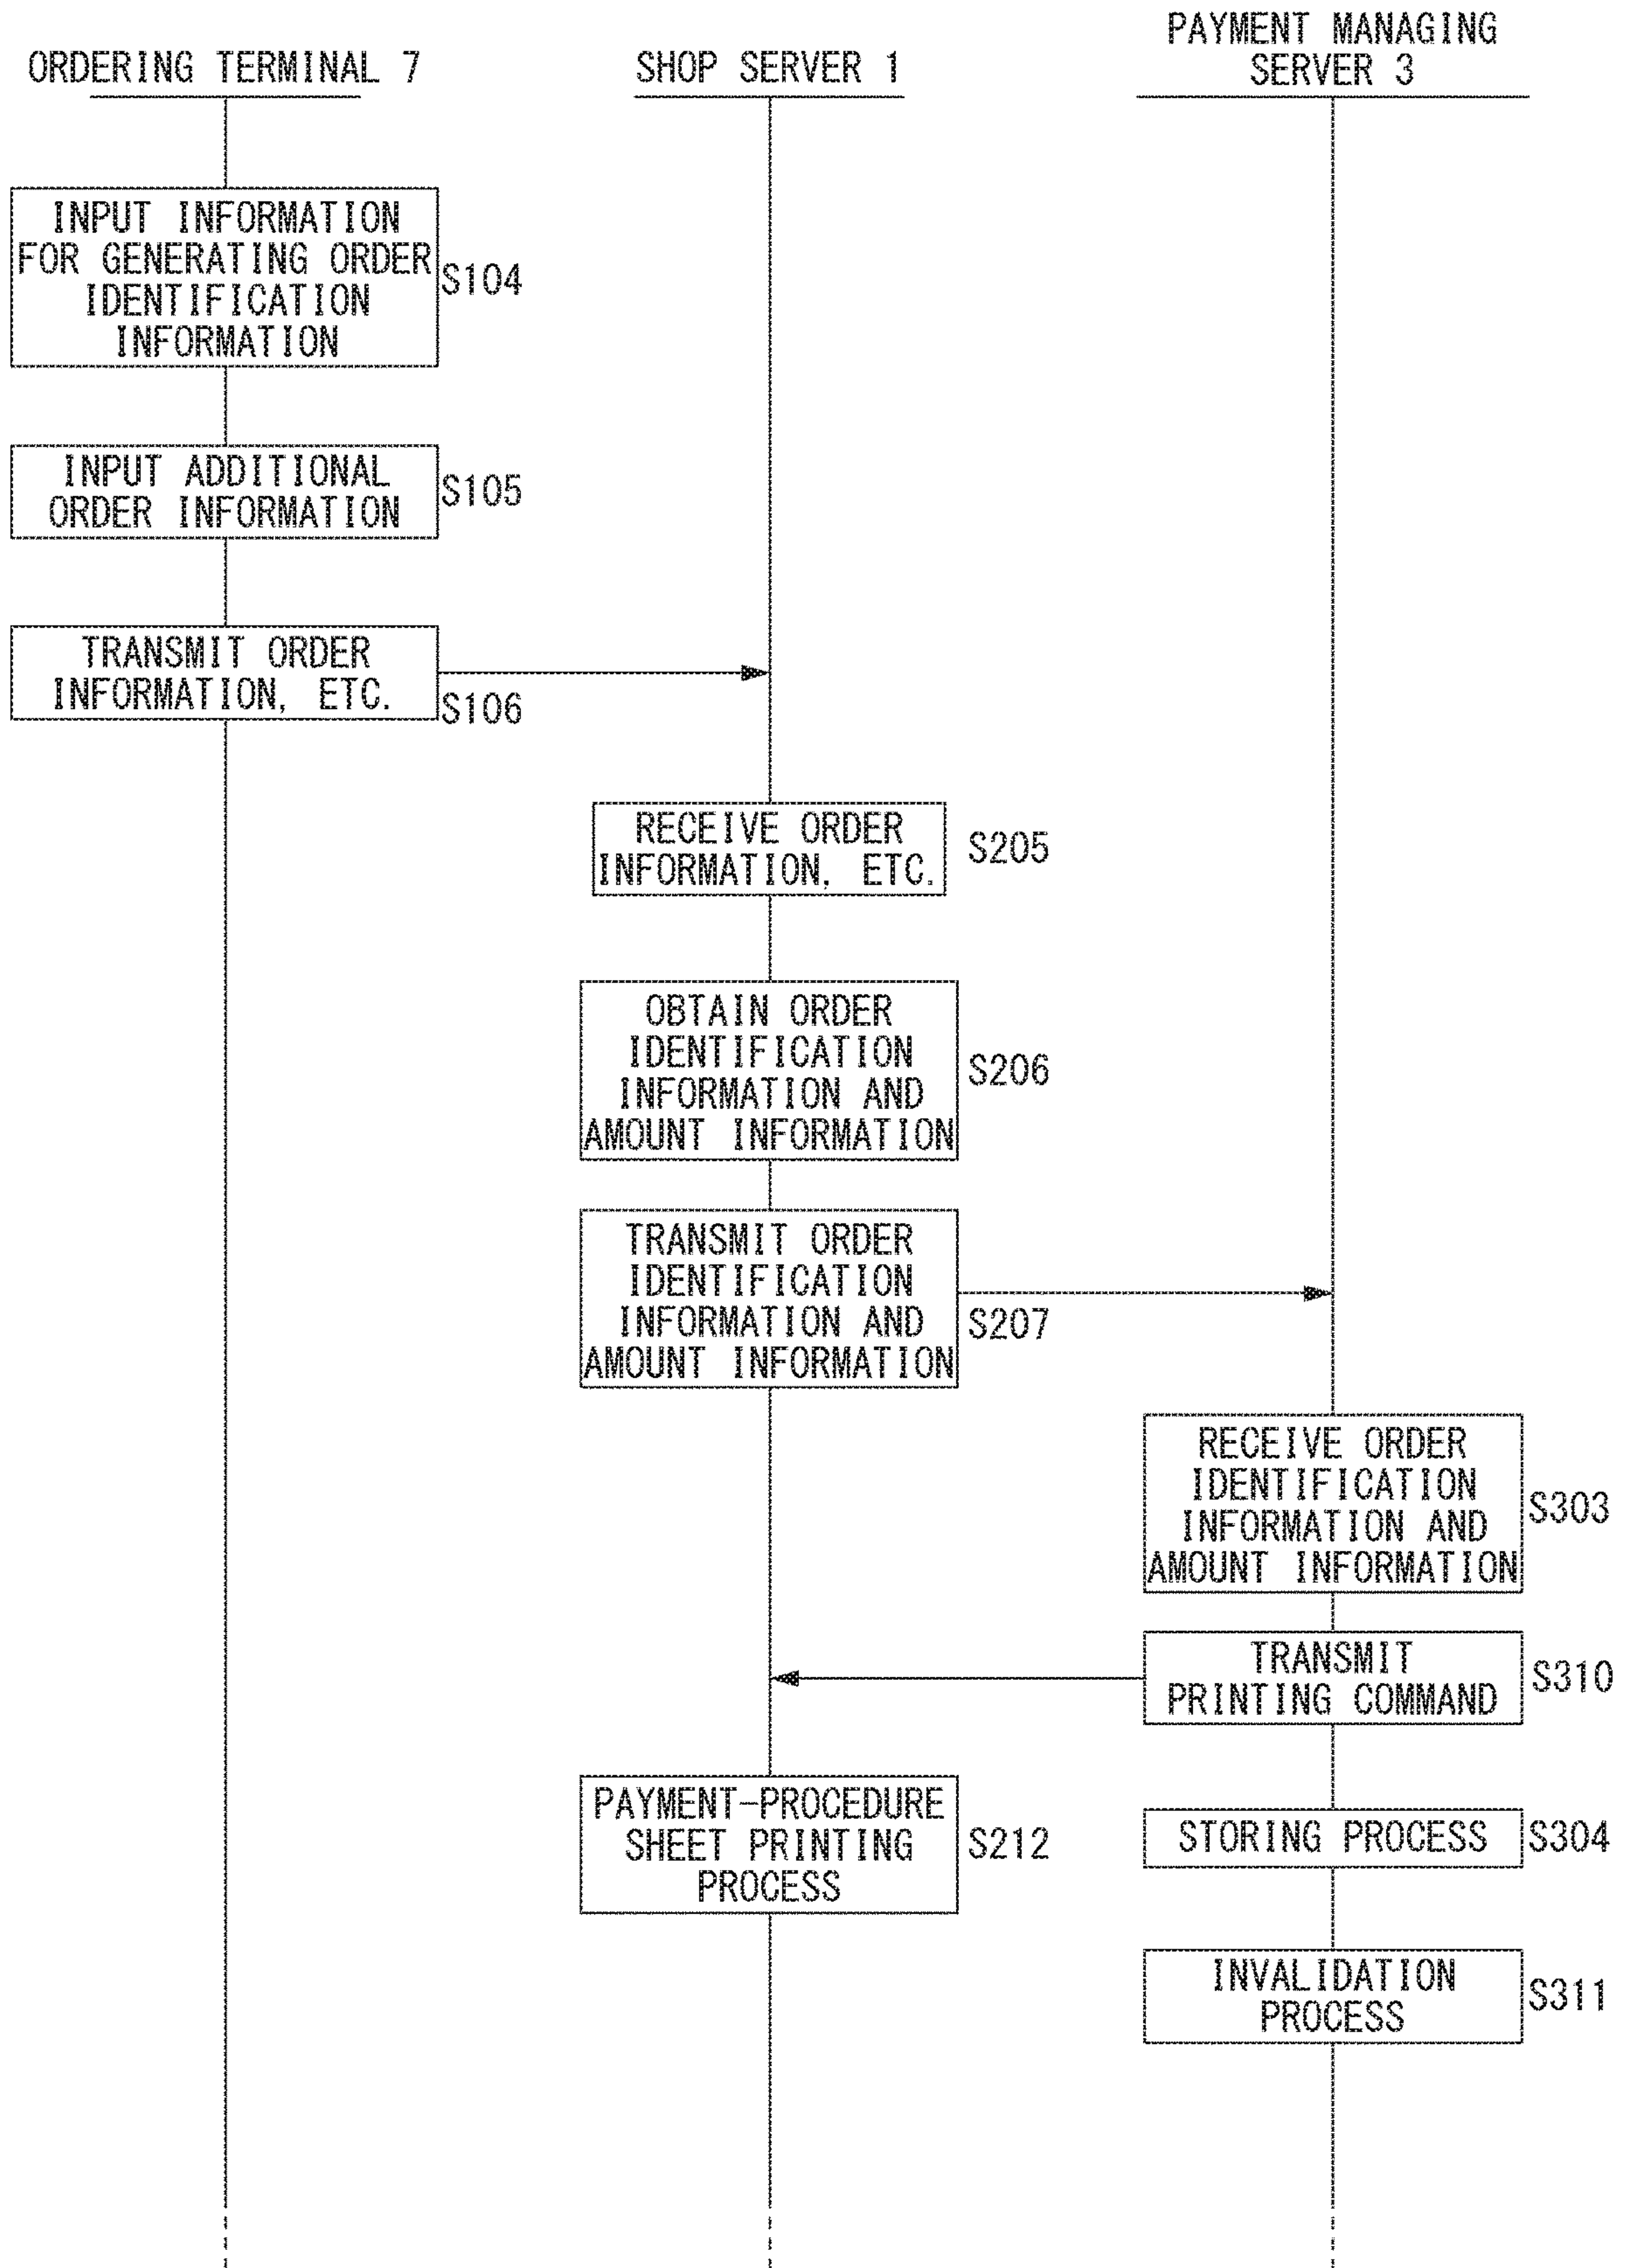 ORDERING TERMINAL 7
SHOP SERVER 1
PAYMENT MANAGING
SERVER 3
INPUT INFORMATION
FOR GENERATING ORDER
IDENTIFICATION
INFORMATION
S104
INPUT ADDITIONAL
ORDER INFORMATION
S105
TRANSMIT ORDER
INFORMATION, ETC.
S106
RECEIVE ORDER
INFORMATION, ETC.
S205
OBTAIN ORDER
IDENTIFICATION
INFORMATION AND
AMOUNT INFORMATION
S206
TRANSMIT ORDER
IDENTIFICATION
INFORMATION AND
AMOUNT INFORMATION
S207
RECEIVE ORDER
IDENTIFICATION
INFORMATION AND
AMOUNT INFORMATION
S303
TRANSMIT
PRINTING COMMAND
S310
PAYMENT-PROCEDURE
SHEET PRINTING
PROCESS
S212
STORING PROCESS
S304
INVALIDATION
PROCESS
S311